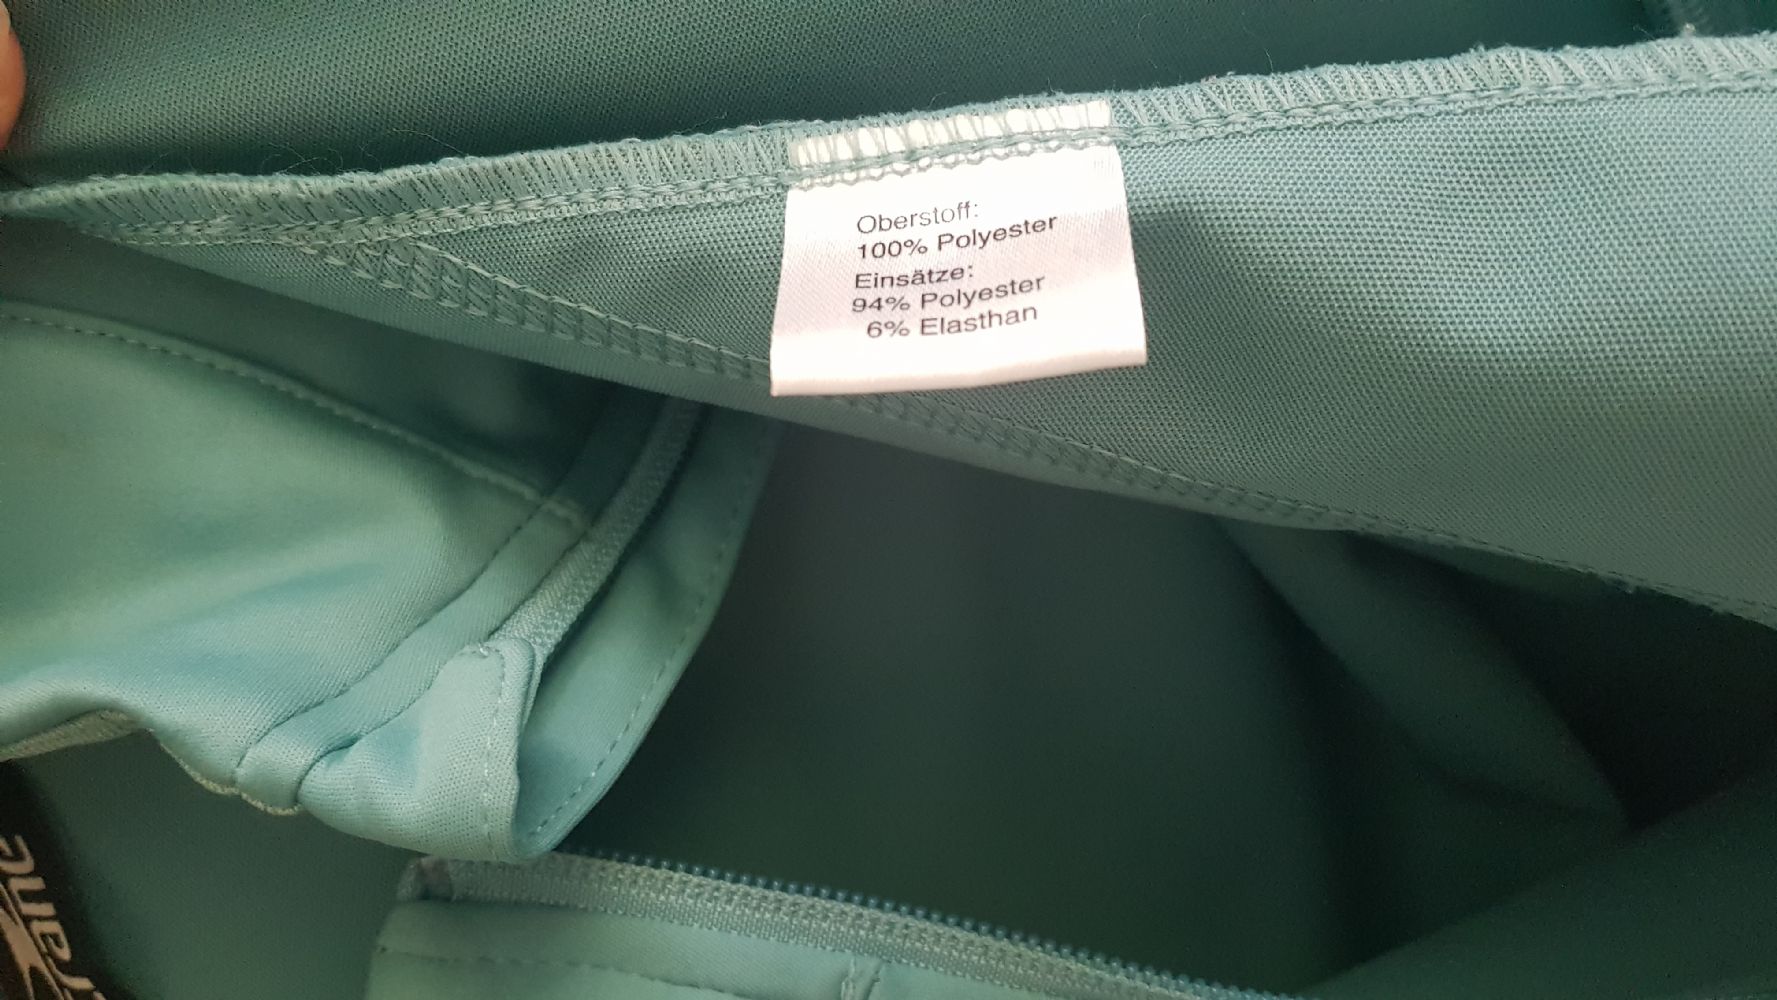 Oberstoff:
100% Polyester
Einsätze:
94% Polyester
6% Elasthan